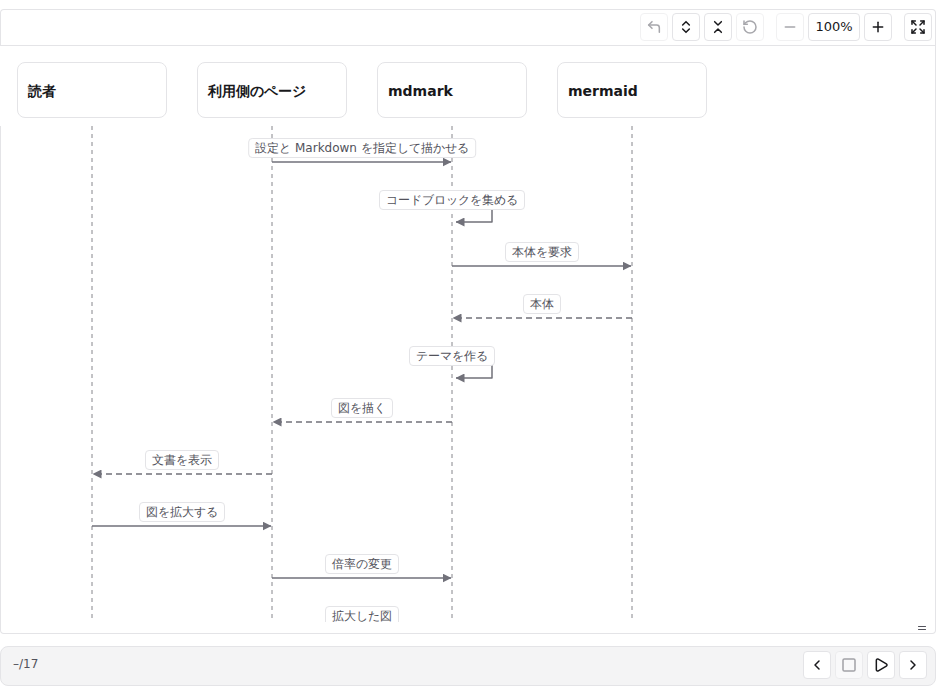 100%
読者
利用側のページ
mdmark
mermaid
設定と Markdown を指定して描かせる
コードブロックを集める
本体を要求
本体
テーマを作る
図を描く
文書を表示
図を拡大する
倍率の変更
拡大した図
–/17